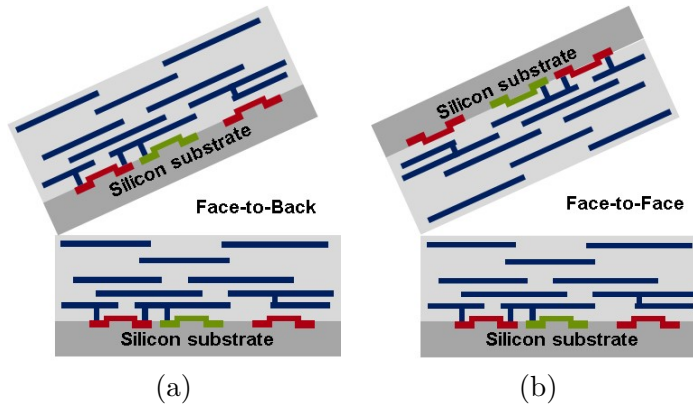 Silicon substrate
Face-to-Back
Silicon substrate
(a)
Silicon substrate
Face-to-Face
Silicon substrate
(b)